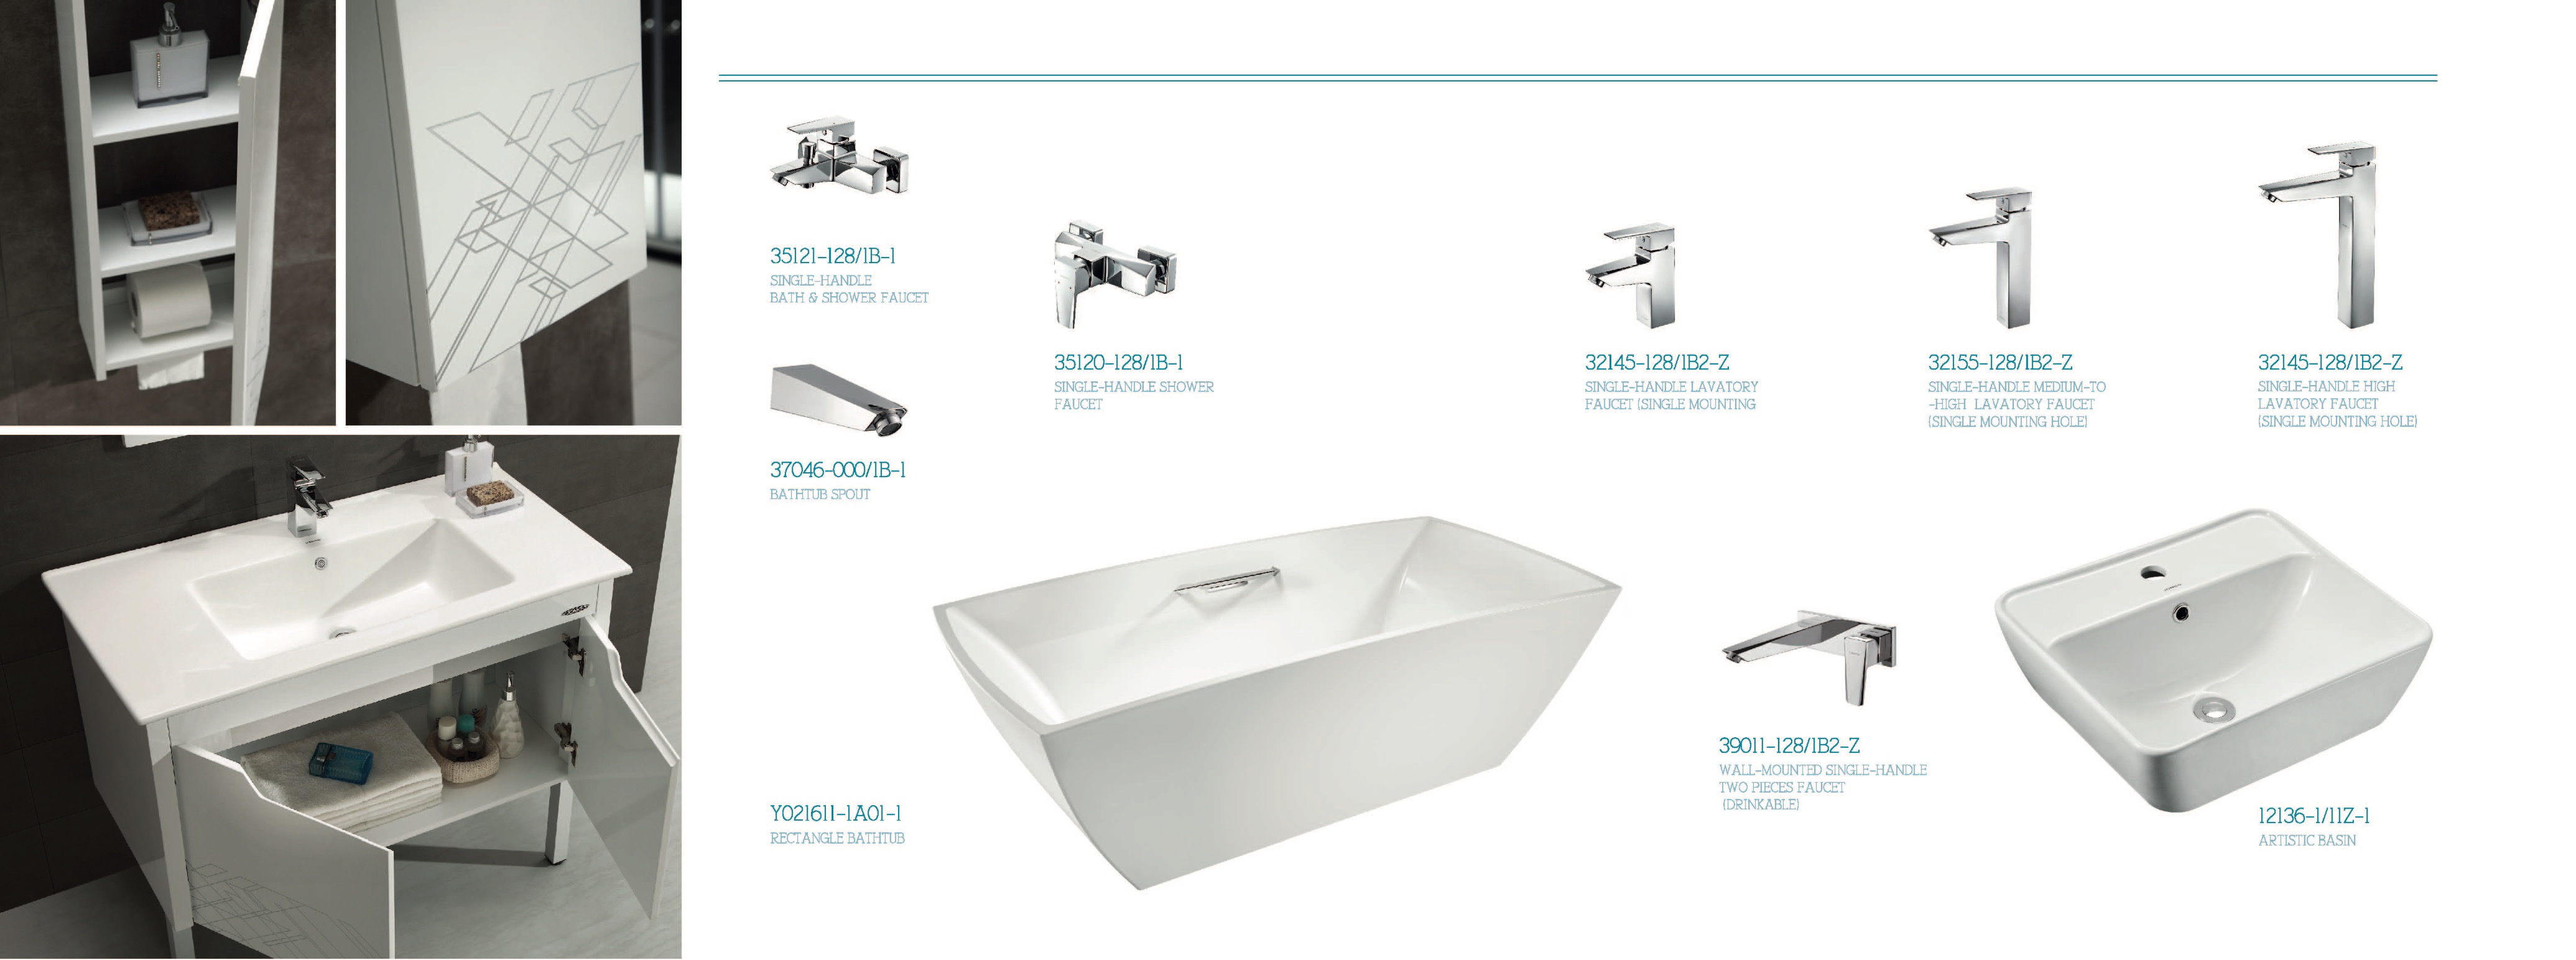 35121-128/1B-1
SINGLE-HANDLE
BATH & SHOWER FAUCET
37046-000/1B-1
BATHTUB SPOUT
35120-128/1B-1
SINGLE-HANDLE SHOWER
FAUCET
32145-128/1B2-Z
SINGLE-HANDLE LAVATORY
FAUCET (SINGLE MOUNTING
32155-128/1B2-Z
SINGLE-HANDLE MEDIUM-TO
-HIGH LAVATORY FAUCET
(SINGLE MOUNTING HOLE)
32145-128/1B2-Z
SINGLE-HANDLE HIGH
LAVATORY FAUCET
(SINGLE MOUNTING HOLE)
Y021611-1A01-1
RECTANGLE BATHTUB
39011-128/1B2-Z
WALL-MOUNTED SINGLE-HANDLE
TWO PIECES FAUCET
(DRINKABLE)
12136-1/11Z-1
ARTISTIC BASIN